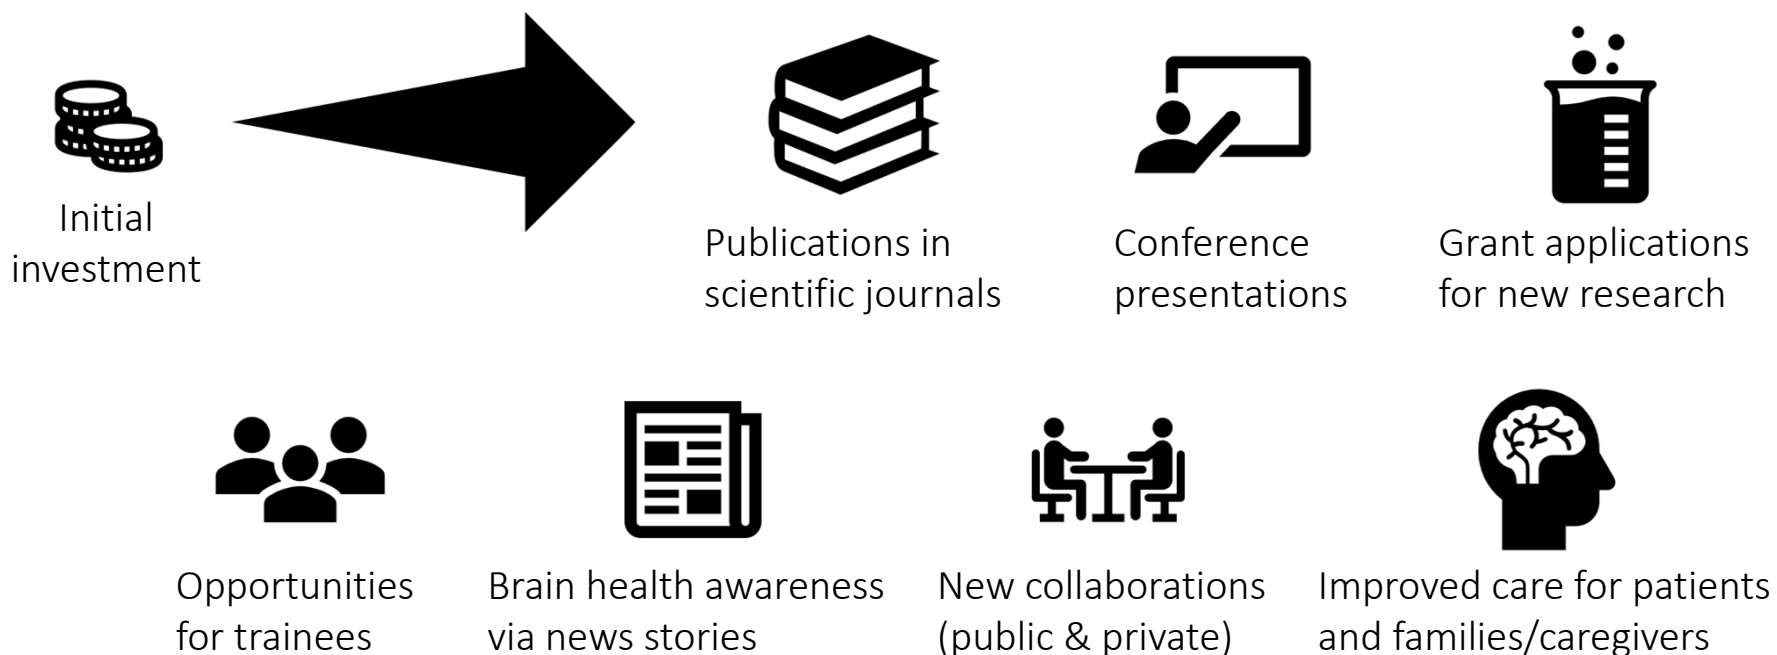 Initial
investment
Publications in
scientific journals
Conference
presentations
Grant applications
for new research
Opportunities
for trainees
Brain health awareness
via news stories
New collaborations
(public & private)
Improved care for patients
and families/caregivers